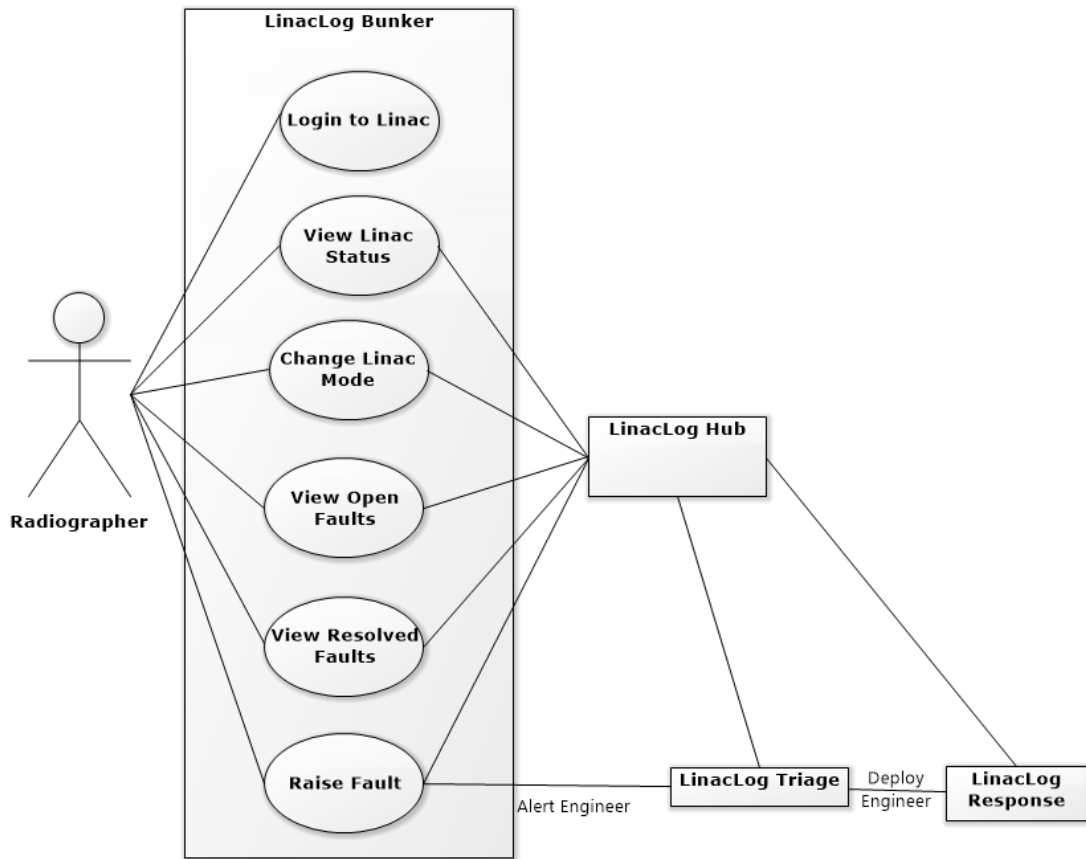 LinacLog Bunker
Login to Linac
View Linac
Status
Change Linac
Mode
LinacLog Hub
View Open
Faults
Radiographer
View Resolved
Faults
Raise Fault
Alert Engineer
LinacLog Triage
Deploy
Engineer
LinacLog
Response